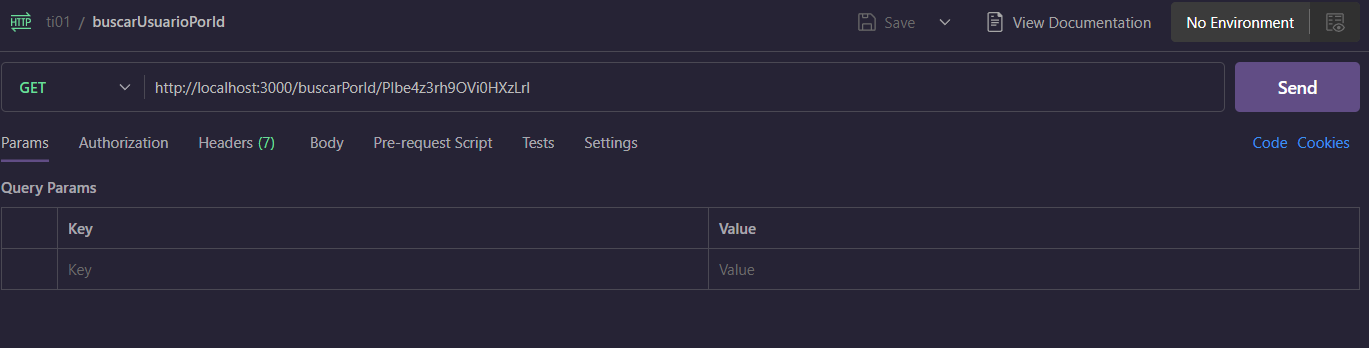 HTTP ti01 / buscarUsuarioPorId Save View Documentation No Environment
GET http://localhost:3000/buscarPorId/PIbe4z3rh9OVi0HXzLrI Send
Params Authorization Headers (7) Body Pre-request Script Tests Settings Code Cookies
Query Params
Key Value
Key Value